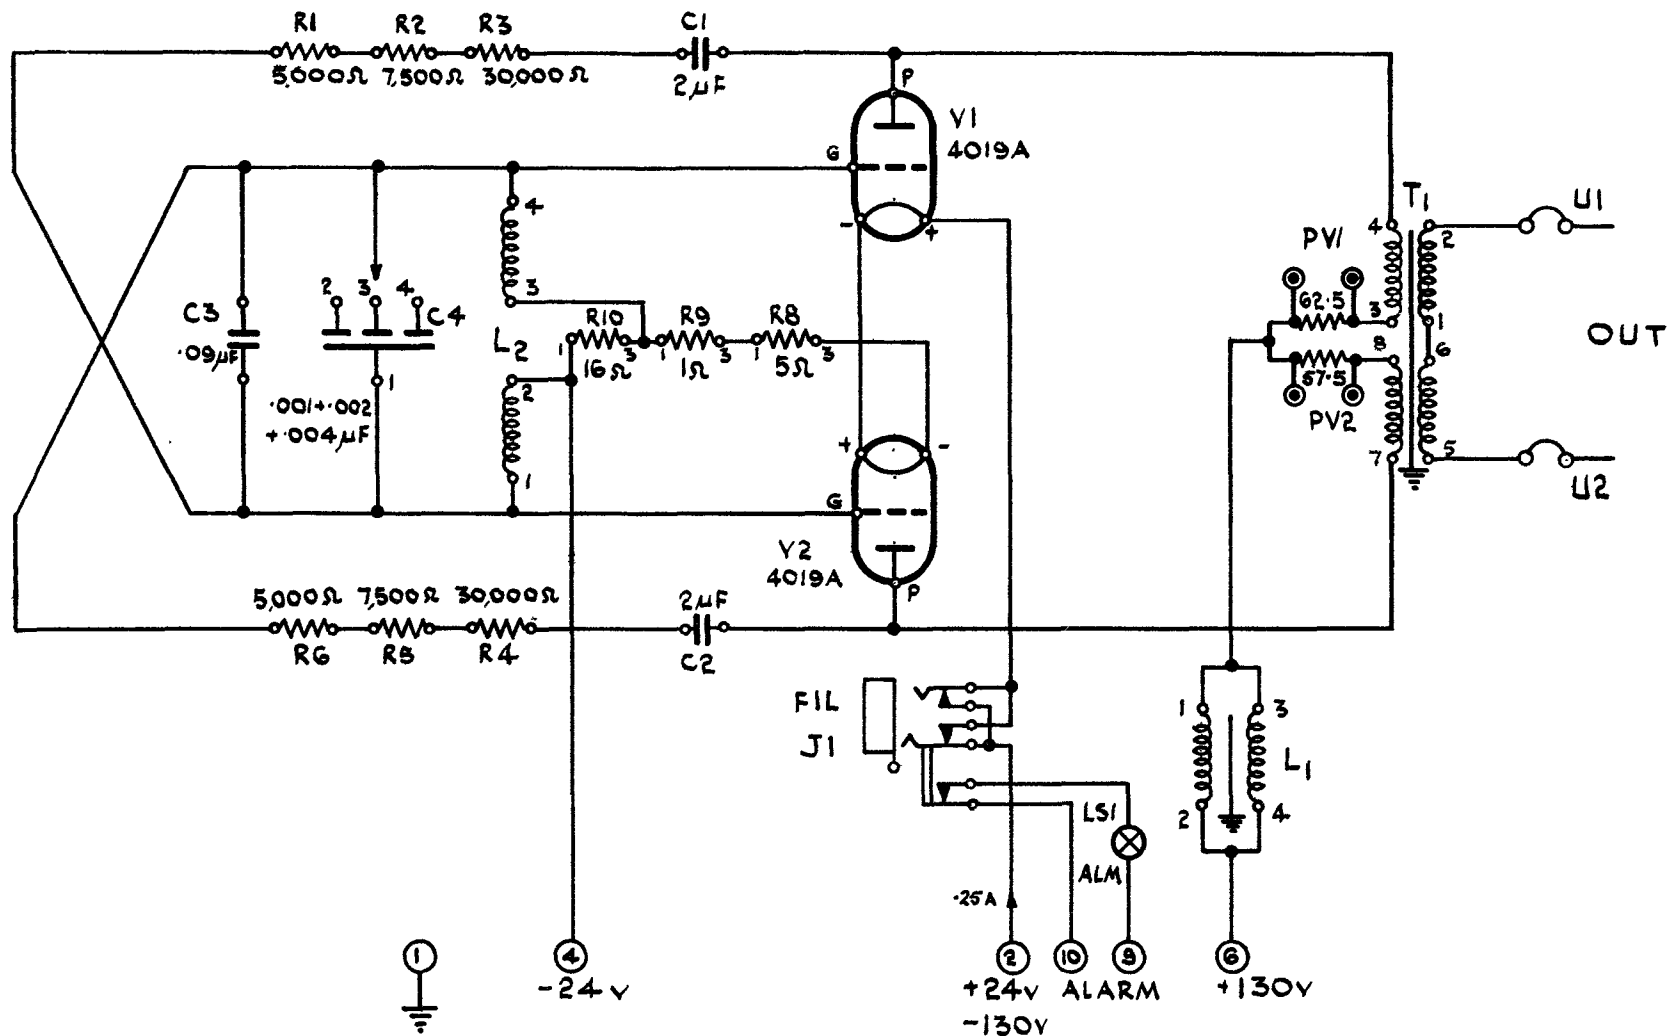 R1 R2 R3 C1
5,000Ω 7,500Ω 30,000Ω 2µF
P
V1
4019A
G
- +
T1
4 2
U1
PV1
62.5
3 1
8 6
57.5
PV2
7 5
OUT
U2
C3
.09µF
2 3 4
C4
1
.001+.002
+.004µF
4
3
L2
2
1
R10 R9 R8
1 3 1 3 1 3
16Ω 1Ω 5Ω
+ -
G
V2
4019A
P
5,000Ω 7,500Ω 30,000Ω 2µF
R6 R5 R4 C2
FIL
J1
LS1
ALM
.25A
1 3
L1
2 4
1 4 2 10 9 6
-24V
+24V
-130V
ALARM
+130V